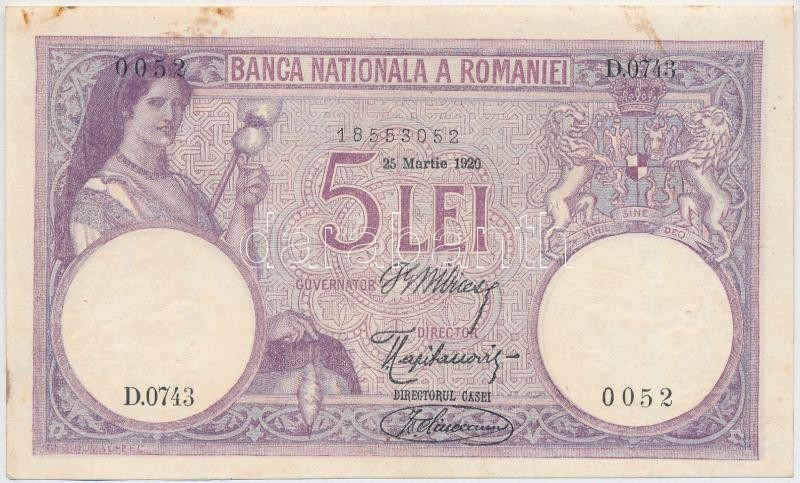 0052 BANCA NATIONALA A ROMANIEI D.0743
18553052
25 Martie 1920
5 LEI
NIHIL SINE DEO
darabanth
GUVERNATOR
DIRECTOR
DIRECTORUL CASEI
D.0743 0052